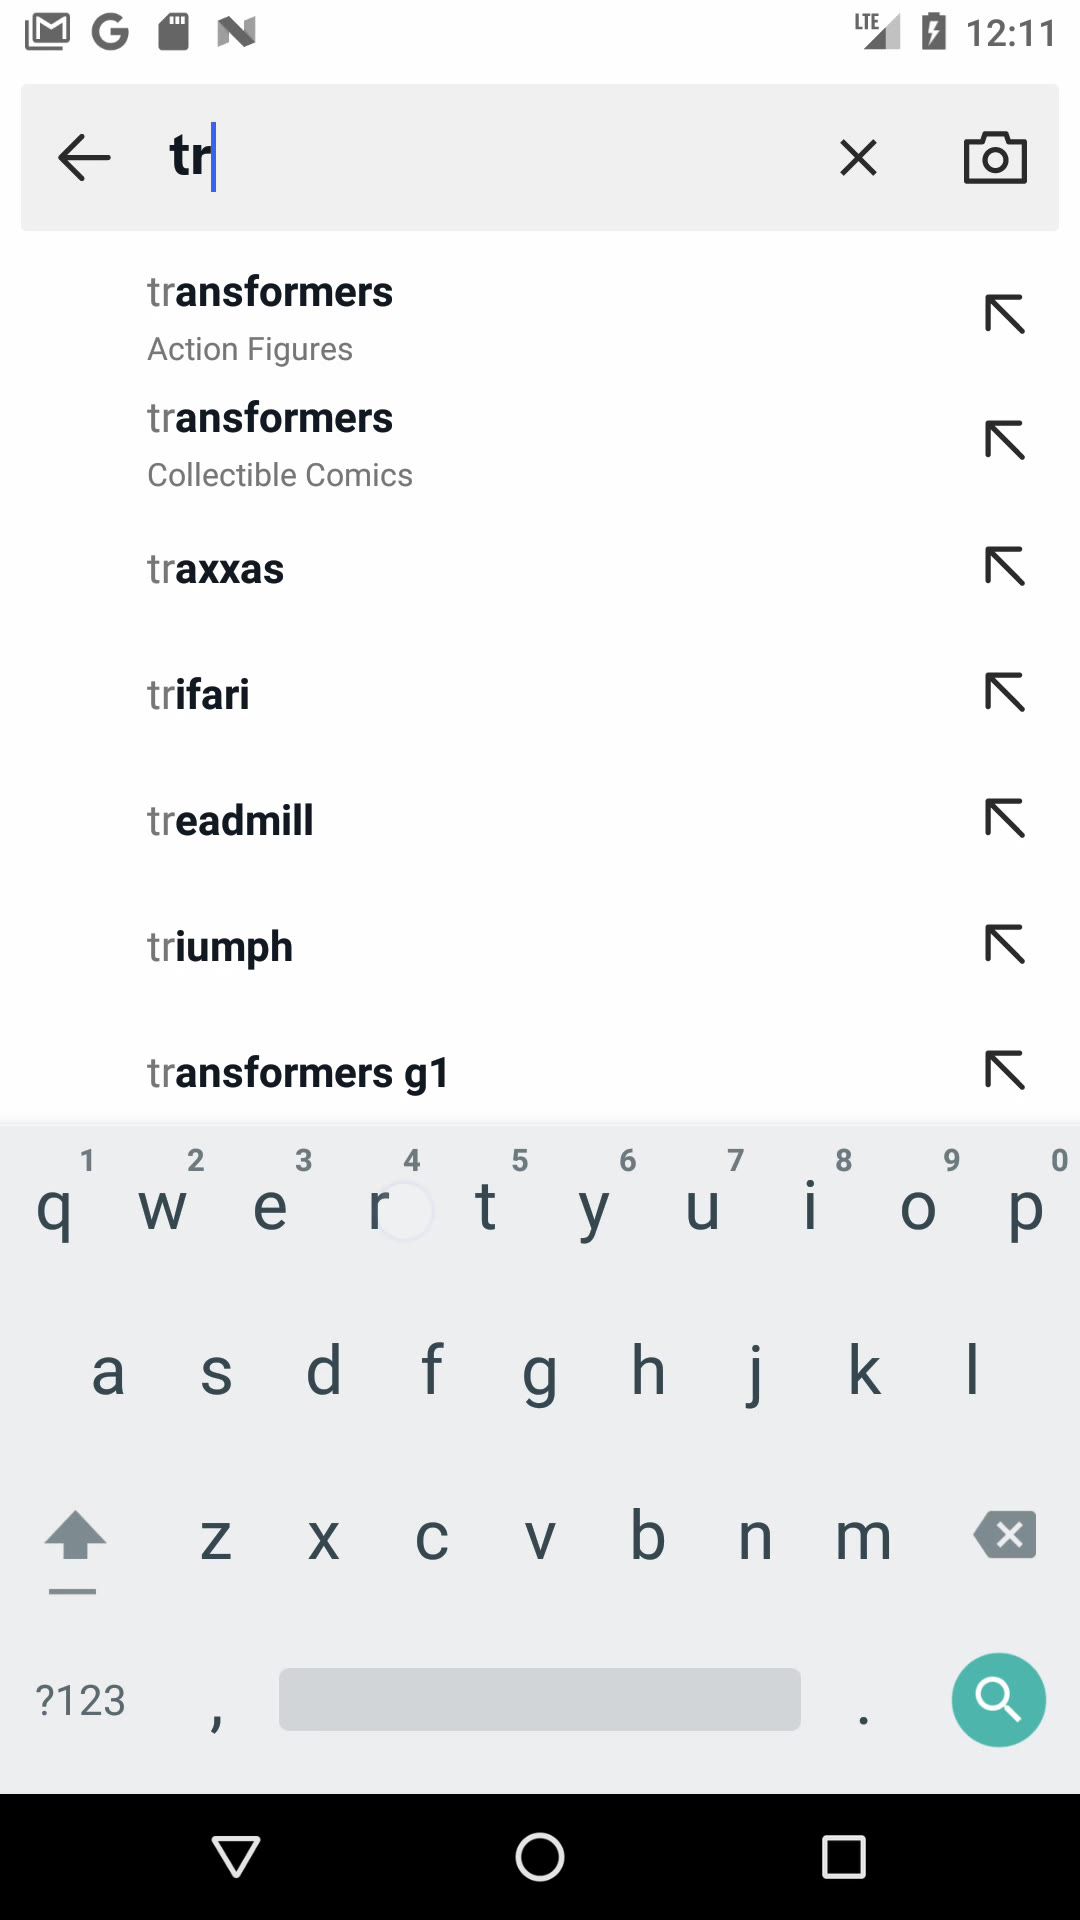 LTE 12:11
tr
transformers
Action Figures
transformers
Collectible Comics
traxxas
trifari
treadmill
triumph
transformers g1
1 2 3 4 5 6 7 8 9 0
q w e r t y u i o p
a s d f g h j k l
z x c v b n m
?123 , .